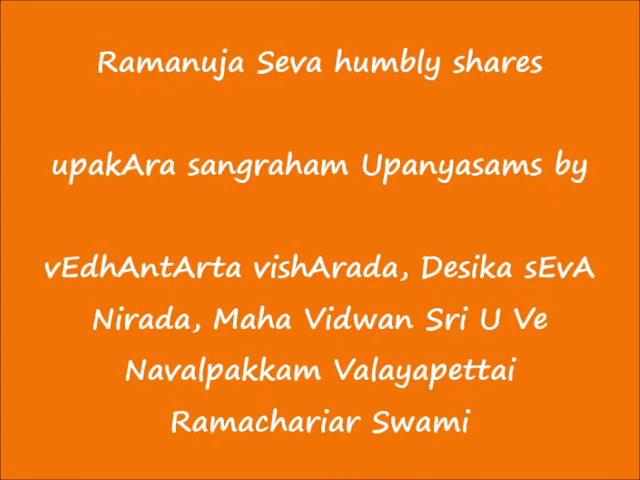 Ramanuja Seva humbly shares
upakAra sangraham Upanyasams by
vEdhAntArta vishArada, Desika sEvA
Nirada, Maha Vidwan Sri U Ve
Navalpakkam Valayapettai
Ramachariar Swami